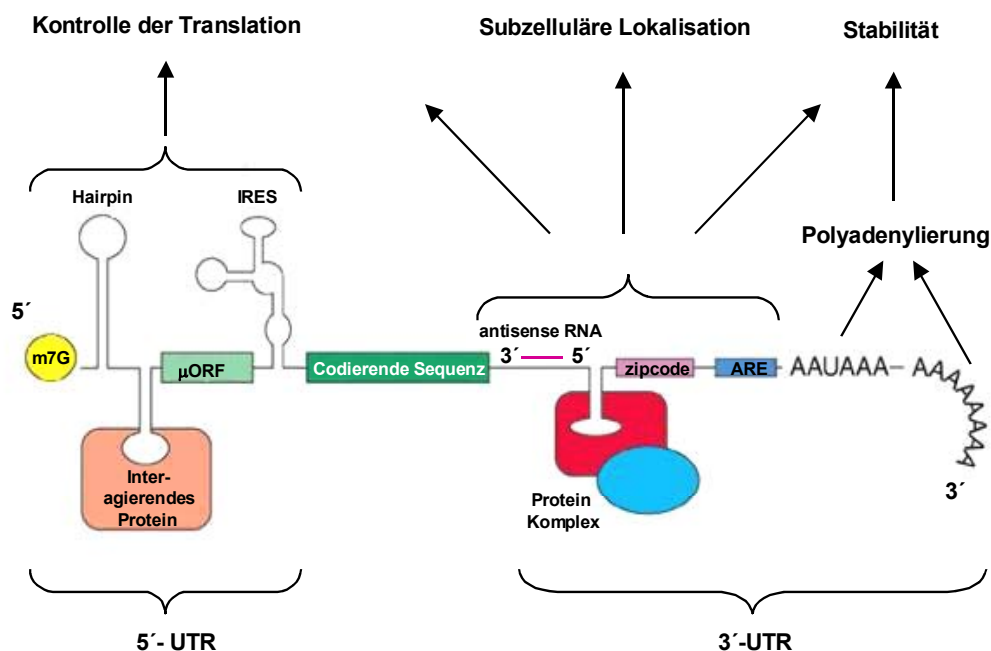 Kontrolle der Translation
Subzelluläre Lokalisation
Stabilität
Hairpin
IRES
Polyadenylierung
5´
antisense RNA
3´
5´
m7G
µORF
Codierende Sequenz
zipcode
ARE
AAUAAA
AAAAAAAA
3´
Inter-
agierendes
Protein
Protein
Komplex
5´- UTR
3´-UTR